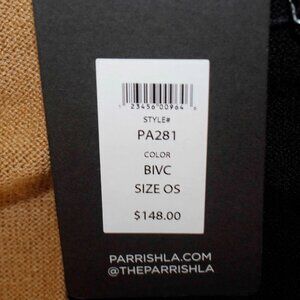 23456 00964
STYLE#
PA281
COLOR
BIVC
SIZE OS
$148.00
PARRISHLA.COM
@THEPARRISHLA